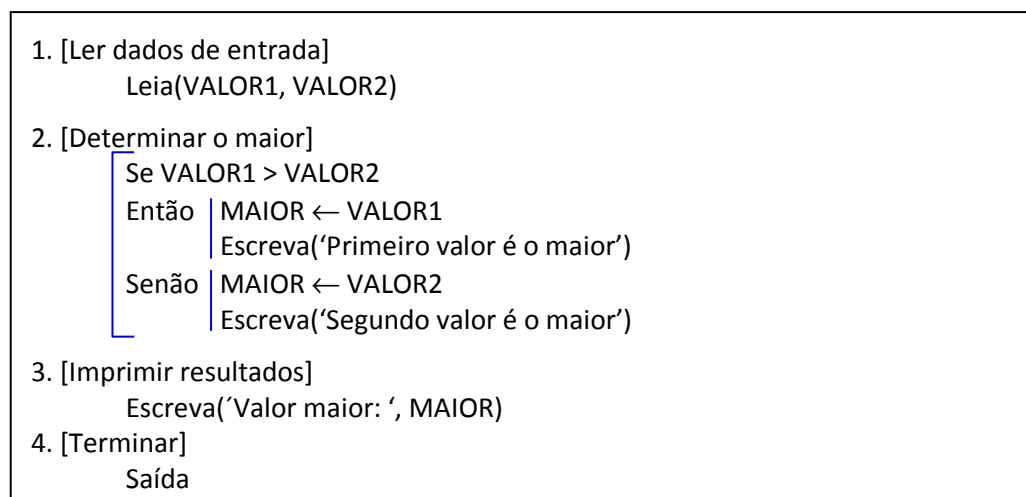 1. [Ler dados de entrada]
Leia(VALOR1, VALOR2)
2. [Determinar o maior]
Se VALOR1 > VALOR2
Então MAIOR ← VALOR1
Escreva(‘Primeiro valor é o maior’)
Senão MAIOR ← VALOR2
Escreva(‘Segundo valor é o maior’)
3. [Imprimir resultados]
Escreva(´Valor maior: ‘, MAIOR)
4. [Terminar]
Saída